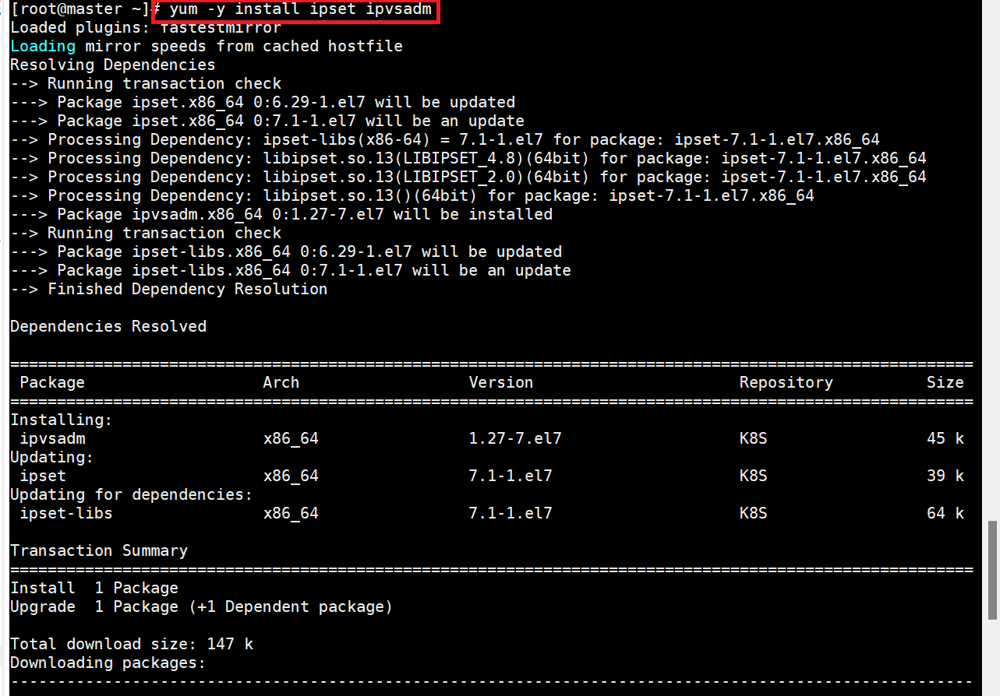 [root@master ~]# yum -y install ipset ipvsadm
Loaded plugins: fastestmirror
Loading mirror speeds from cached hostfile
Resolving Dependencies
--> Running transaction check
---> Package ipset.x86_64 0:6.29-1.el7 will be updated
---> Package ipset.x86_64 0:7.1-1.el7 will be an update
--> Processing Dependency: ipset-libs(x86-64) = 7.1-1.el7 for package: ipset-7.1-1.el7.x86_64
--> Processing Dependency: libipset.so.13(LIBIPSET_4.8)(64bit) for package: ipset-7.1-1.el7.x86_64
--> Processing Dependency: libipset.so.13(LIBIPSET_2.0)(64bit) for package: ipset-7.1-1.el7.x86_64
--> Processing Dependency: libipset.so.13()(64bit) for package: ipset-7.1-1.el7.x86_64
---> Package ipvsadm.x86_64 0:1.27-7.el7 will be installed
--> Running transaction check
---> Package ipset-libs.x86_64 0:6.29-1.el7 will be updated
---> Package ipset-libs.x86_64 0:7.1-1.el7 will be an update
--> Finished Dependency Resolution

Dependencies Resolved

=======================================================================================================
 Package                   Arch                  Version                      Repository          Size
=======================================================================================================
Installing:
 ipvsadm                   x86_64                1.27-7.el7                   K8S                 45 k
Updating:
 ipset                     x86_64                7.1-1.el7                    K8S                 39 k
Updating for dependencies:
 ipset-libs                x86_64                7.1-1.el7                    K8S                 64 k

Transaction Summary
=======================================================================================================
Install  1 Package
Upgrade  1 Package (+1 Dependent package)

Total download size: 147 k
Downloading packages:
-------------------------------------------------------------------------------------------------------